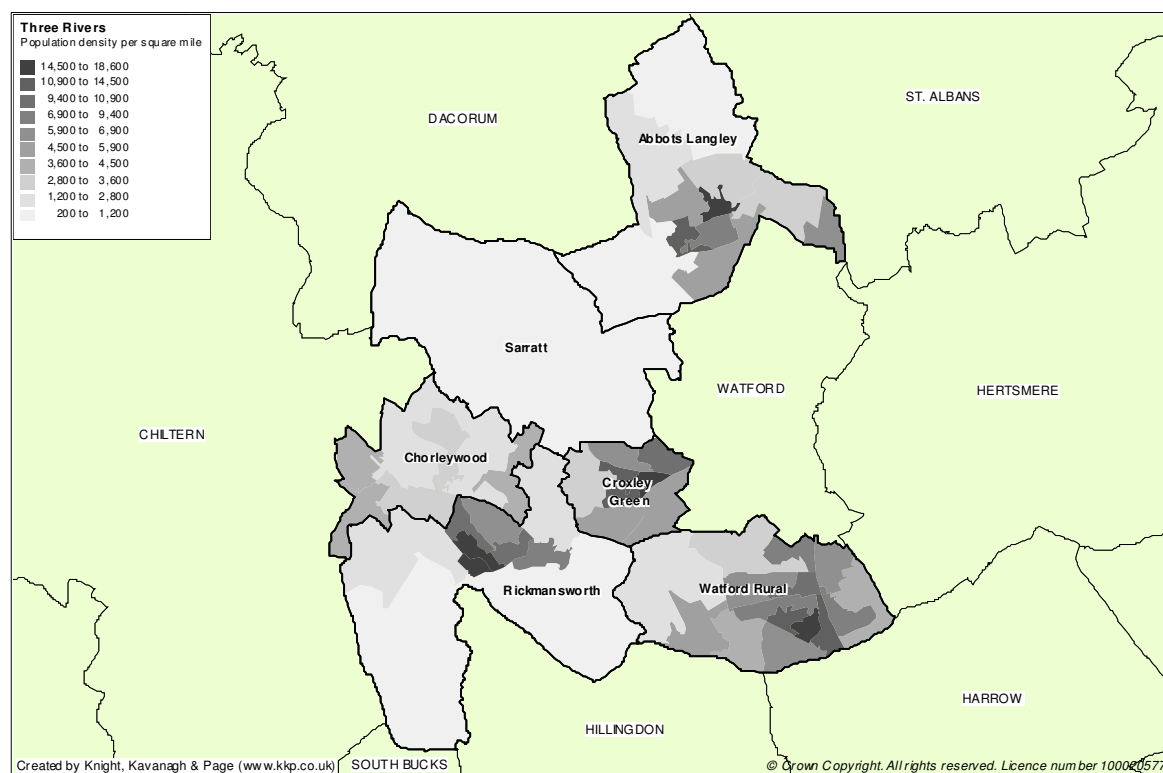 Three Rivers
Population density per square mile
14,500 to 18,600
10,900 to 14,500
9,400 to 10,900
6,900 to 9,400
5,900 to 6,900
4,500 to 5,900
3,600 to 4,500
2,800 to 3,600
1,200 to 2,800
200 to 1,200
ST. ALBANS
DACORUM
Abbots Langley
Sarratt
WATFORD
HERTSMERE
CHILTERN
Chorleywood
Croxley
Green
Rickmansworth
Watford Rural
HARROW
HILLINGDON
SOUTH BUCKS
Created by Knight, Kavanagh & Page (www.kkp.co.uk)
© Crown Copyright. All rights reserved. Licence number 100020577